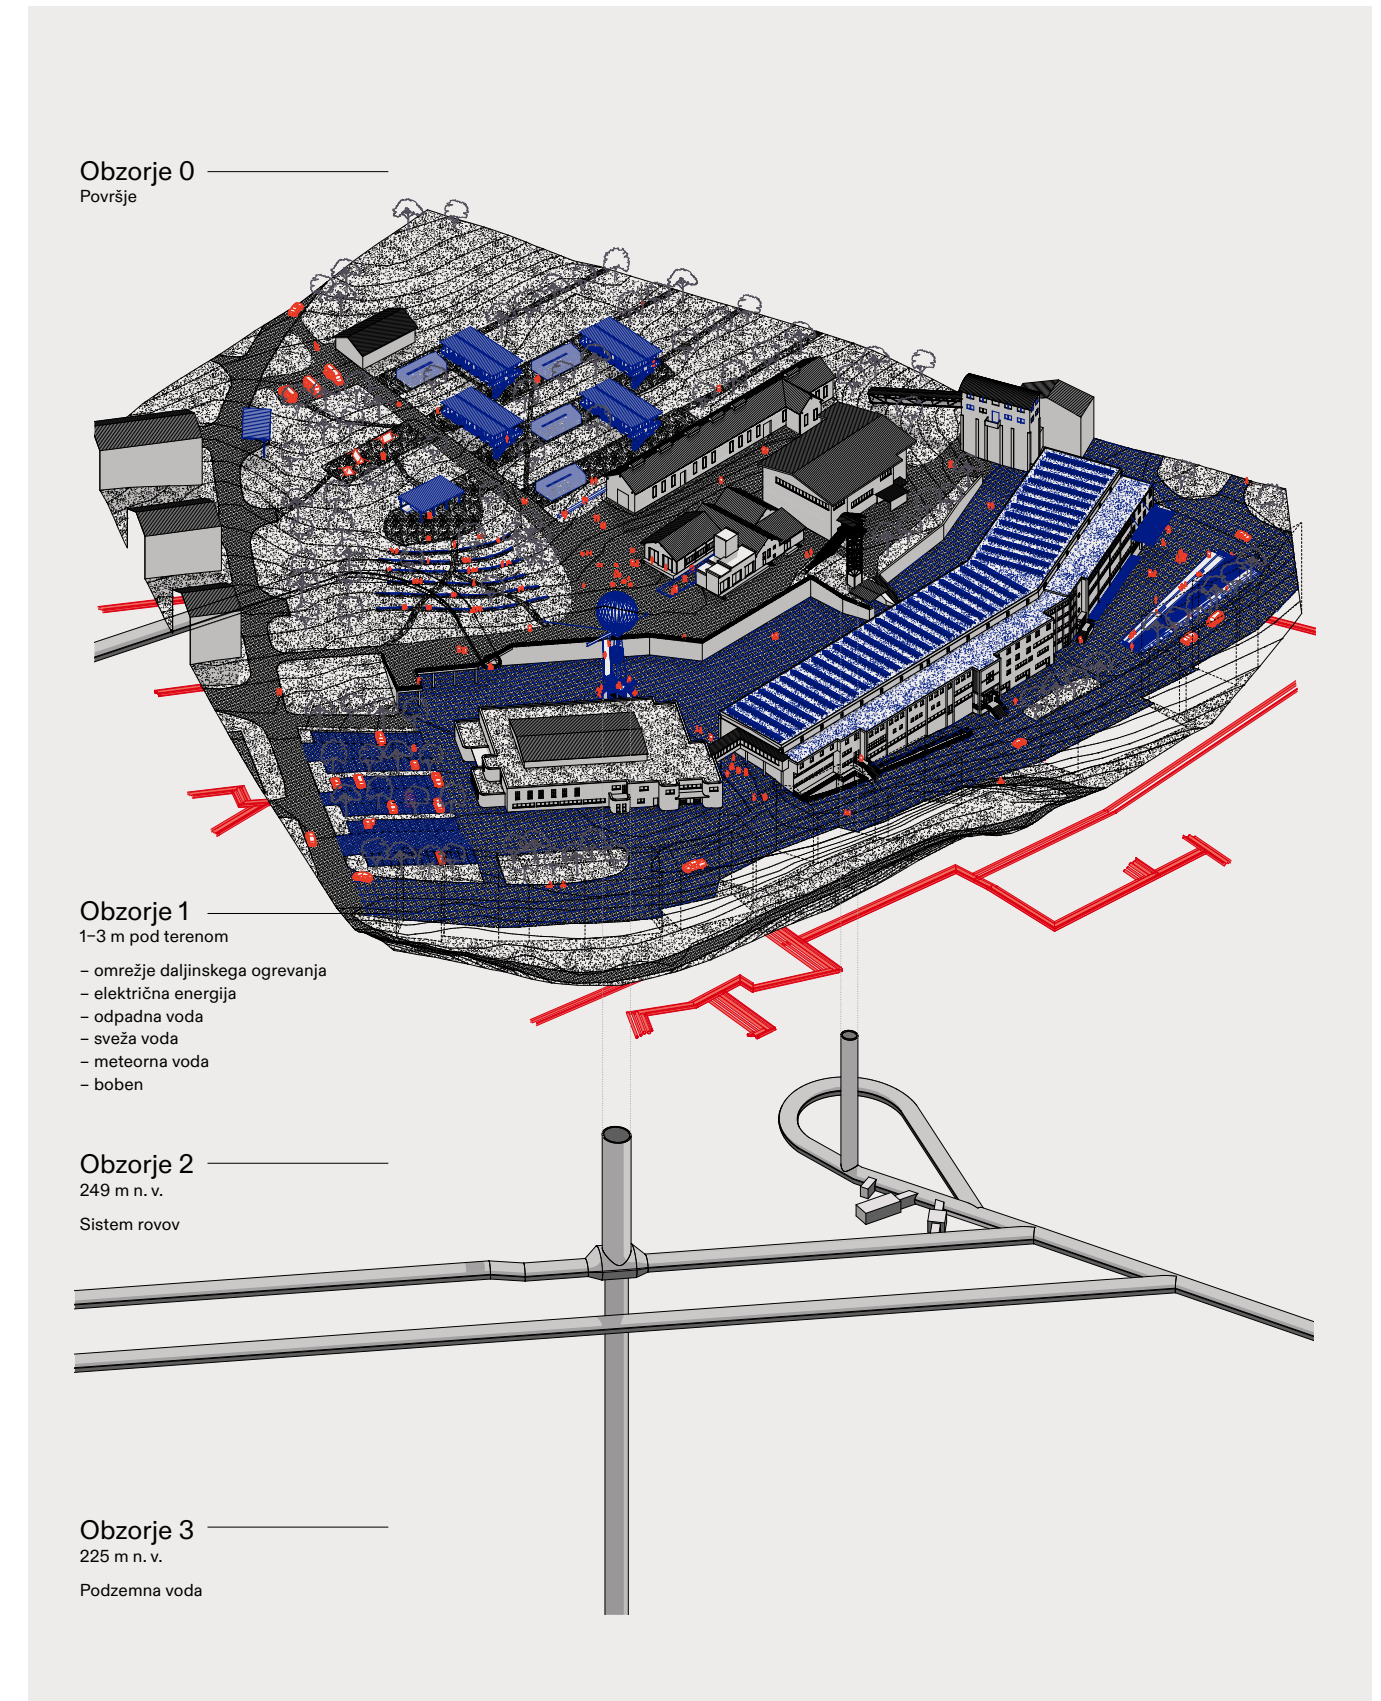 Obzorje 0
Površje
Obzorje 1
1–3 m pod terenom
– omrežje daljinskega ogrevanja
– električna energija
– odpadna voda
– sveža voda
– meteorna voda
– boben
Obzorje 2
249 m n. v.
Sistem rovov
Obzorje 3
225 m n. v.
Podzemna voda